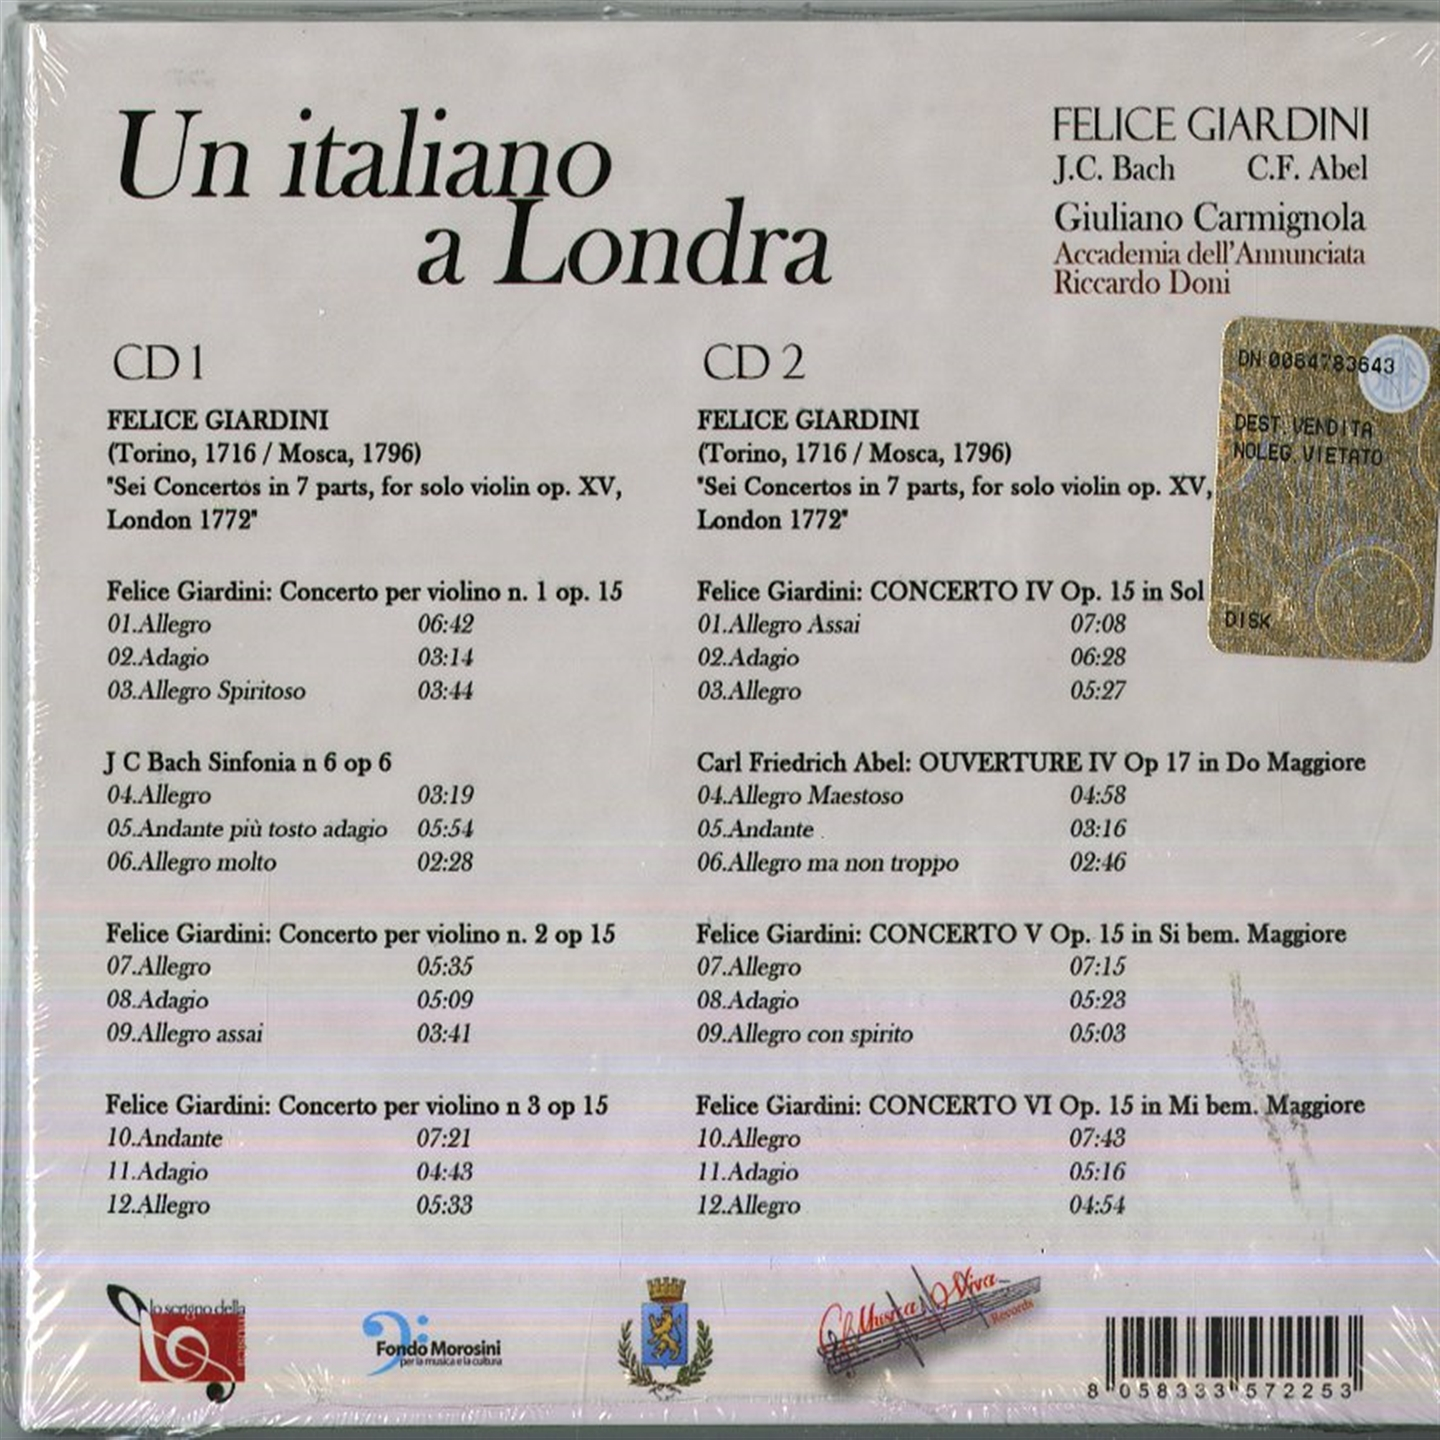 Un italiano
a Londra
FELICE GIARDINI
J.C. Bach C.F. Abel
Giuliano Carmignola
Accademia dell'Annunciata
Riccardo Doni
CD 1
FELICE GIARDINI
(Torino, 1716 / Mosca, 1796)
"Sei Concertos in 7 parts, for solo violin op. XV,
London 1772"
Felice Giardini: Concerto per violino n. 1 op. 15
01.Allegro 06:42
02.Adagio 03:14
03.Allegro Spiritoso 03:44
J C Bach Sinfonia n 6 op 6
04.Allegro 03:19
05.Andante più tosto adagio 05:54
06.Allegro molto 02:28
Felice Giardini: Concerto per violino n. 2 op 15
07.Allegro 05:35
08.Adagio 05:09
09.Allegro assai 03:41
Felice Giardini: Concerto per violino n 3 op 15
10.Andante 07:21
11.Adagio 04:43
12.Allegro 05:33
CD 2
FELICE GIARDINI
(Torino, 1716 / Mosca, 1796)
"Sei Concertos in 7 parts, for solo violin op. XV,
London 1772"
Felice Giardini: CONCERTO IV Op. 15 in Sol
01.Allegro Assai 07:08
02.Adagio 06:28
03.Allegro 05:27
Carl Friedrich Abel: OUVERTURE IV Op 17 in Do Maggiore
04.Allegro Maestoso 04:58
05.Andante 03:16
06.Allegro ma non troppo 02:46
Felice Giardini: CONCERTO V Op. 15 in Si bem. Maggiore
07.Allegro 07:15
08.Adagio 05:23
09.Allegro con spirito 05:03
Felice Giardini: CONCERTO VI Op. 15 in Mi bem. Maggiore
10.Allegro 07:43
11.Adagio 05:16
12.Allegro 04:54
DN 0064783643
DEST.VENDITA
NOLEG.VIETATO
DISK
lo scrigno della
musica
Fondo Morosini
per la musica e la cultura
Musica Viva
Records
8 058333 572253